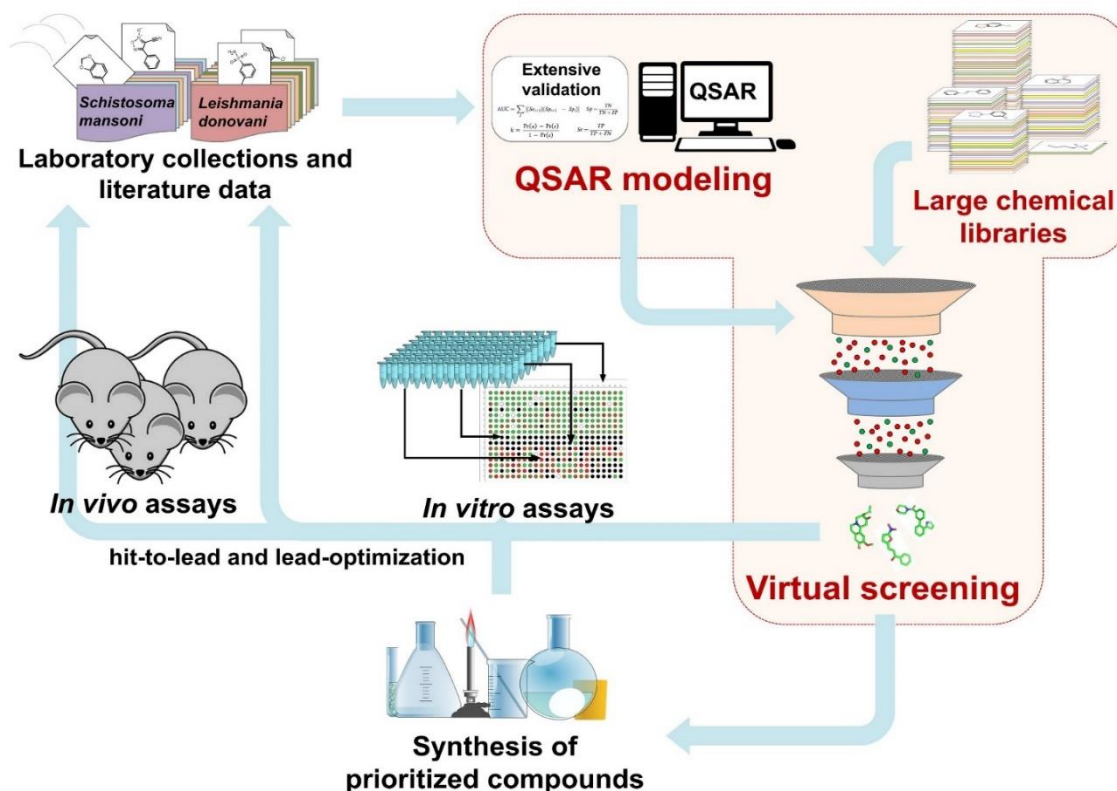 Schistosoma
mansoni
Leishmania
donovani
Laboratory collections and
literature data
Extensive
validation
QSAR
QSAR modeling
Large chemical
libraries
In vivo assays
In vitro assays
hit-to-lead and lead-optimization
Virtual screening
Synthesis of
prioritized compounds